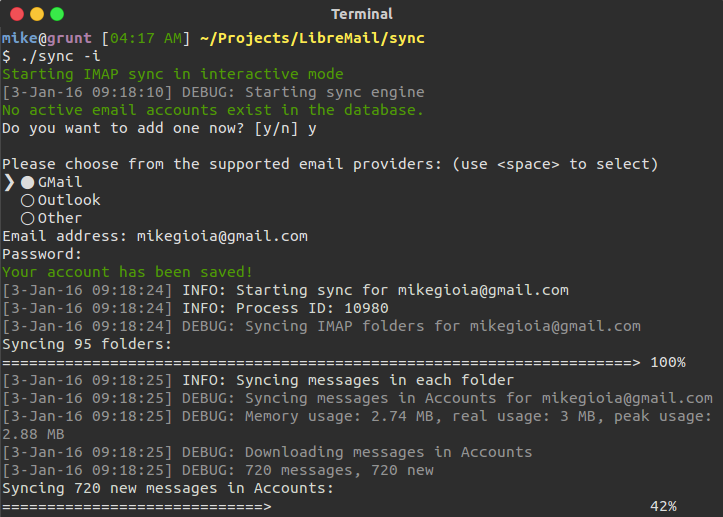 Terminal
mike@grunt [04:17 AM] ~/Projects/LibreMail/sync
$ ./sync -i
Starting IMAP sync in interactive mode
[3-Jan-16 09:18:10] DEBUG: Starting sync engine
No active email accounts exist in the database.
Do you want to add one now? [y/n] y
Please choose from the supported email providers: (use <space> to select)
❯ ● GMail
○ Outlook
○ Other
Email address: mikegioia@gmail.com
Password:
Your account has been saved!
[3-Jan-16 09:18:24] INFO: Starting sync for mikegioia@gmail.com
[3-Jan-16 09:18:24] INFO: Process ID: 10980
[3-Jan-16 09:18:24] DEBUG: Syncing IMAP folders for mikegioia@gmail.com
Syncing 95 folders:
======================================================================> 100%
[3-Jan-16 09:18:25] INFO: Syncing messages in each folder
[3-Jan-16 09:18:25] DEBUG: Syncing messages in Accounts for mikegioia@gmail.com
[3-Jan-16 09:18:25] DEBUG: Memory usage: 2.74 MB, real usage: 3 MB, peak usage:
2.88 MB
[3-Jan-16 09:18:25] DEBUG: Downloading messages in Accounts
[3-Jan-16 09:18:25] DEBUG: 720 messages, 720 new
Syncing 720 new messages in Accounts:
=============================> 42%